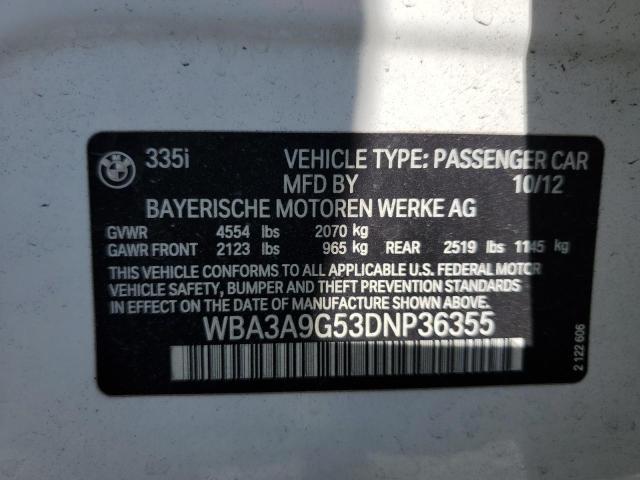 BMW 335i VEHICLE TYPE: PASSENGER CAR
MFD BY 10/12
BAYERISCHE MOTOREN WERKE AG
GVWR 4554 lbs 2070 kg
GAWR FRONT 2123 lbs 965 kg REAR 2519 lbs 1145 kg
THIS VEHICLE CONFORMS TO ALL APPLICABLE U.S. FEDERAL MOTOR
VEHICLE SAFETY, BUMPER AND THEFT PREVENTION STANDARDS
IN EFFECT ON THE DATE OF MANUFACTURE SHOWN ABOVE.
WBA3A9G53DNP36355
2 122 606